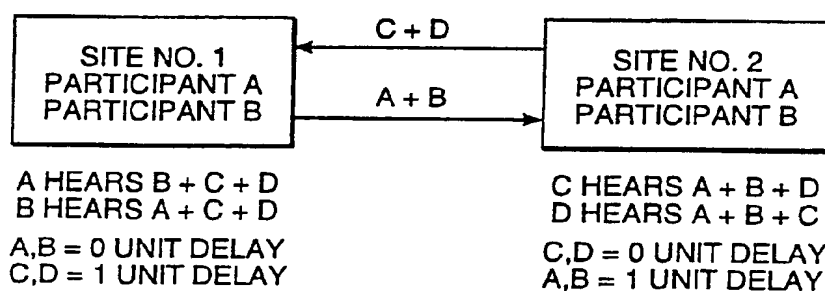 C + D
SITE NO. 1
PARTICIPANT A
PARTICIPANT B
A + B
SITE NO. 2
PARTICIPANT A
PARTICIPANT B
A HEARS B + C + D
B HEARS A + C + D
A,B = 0 UNIT DELAY
C,D = 1 UNIT DELAY
C HEARS A + B + D
D HEARS A + B + C
C,D = 0 UNIT DELAY
A,B = 1 UNIT DELAY